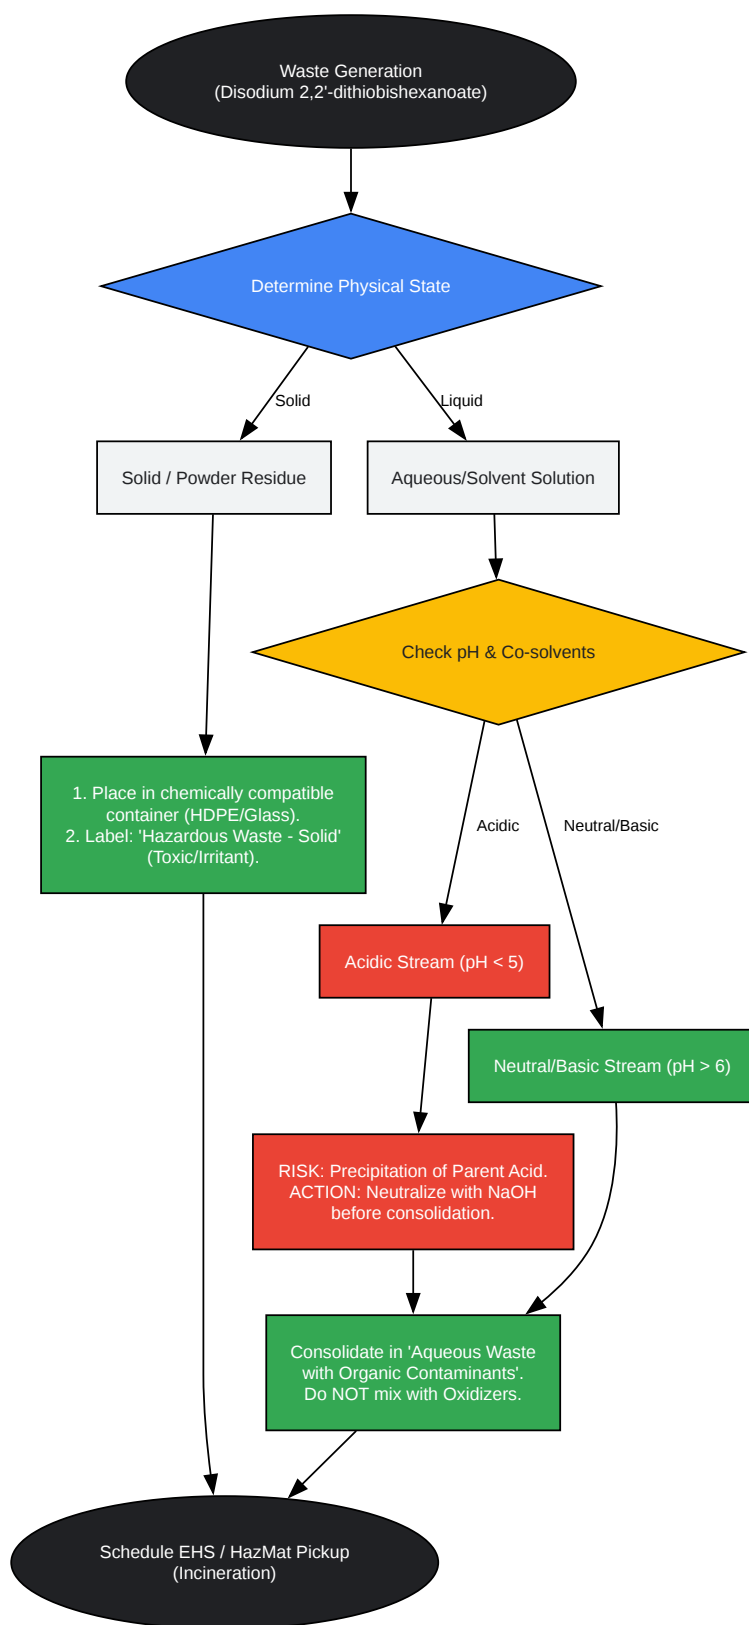 Waste Generation
(Disodium 2,2'-dithiobishexanoate)
Determine Physical State
Solid
Liquid
Solid / Powder Residue
Aqueous/Solvent Solution
Check pH & Co-solvents
1. Place in chemically compatible
container (HDPE/Glass).
2. Label: 'Hazardous Waste - Solid'
(Toxic/Irritant).
Acidic
Neutral/Basic
Acidic Stream (pH < 5)
Neutral/Basic Stream (pH > 6)
RISK: Precipitation of Parent Acid.
ACTION: Neutralize with NaOH
before consolidation.
Consolidate in 'Aqueous Waste
with Organic Contaminants'.
Do NOT mix with Oxidizers.
Schedule EHS / HazMat Pickup
(Incineration)